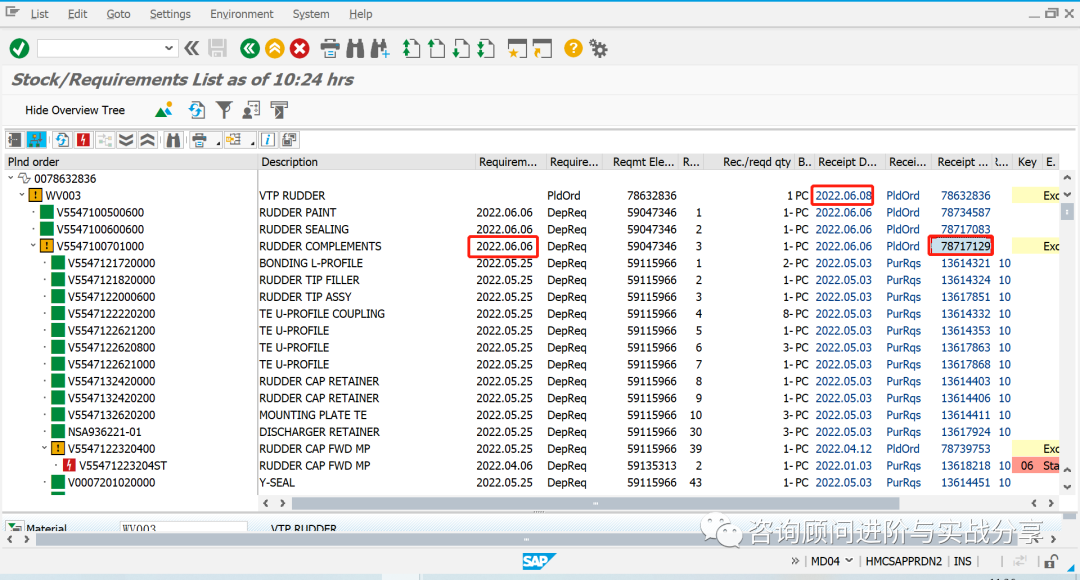 List Edit Goto Settings Environment System Help
Stock/Requirements List as of 10:24 hrs
Hide Overview Tree
Plnd order Description Requirem... Require... Reqmt Ele... R... Rec./reqd qty B.. Receipt D... Recei... Receipt ... R... Key E.
0078632836
WV003 VTP RUDDER PldOrd 78632836 1 PC 2022.06.08 PldOrd 78632836 Exc
V5547100500600 RUDDER PAINT 2022.06.06 DepReq 59047346 1 1- PC 2022.06.06 PldOrd 78734587
V5547100600600 RUDDER SEALING 2022.06.06 DepReq 59047346 2 1- PC 2022.06.06 PldOrd 78717083
V5547100701000 RUDDER COMPLEMENTS 2022.06.06 DepReq 59047346 3 1- PC 2022.06.06 PldOrd 78717129 Exc
V5547121720000 BONDING L-PROFILE 2022.05.25 DepReq 59115966 1 2- PC 2022.05.03 PurRqs 13614321 10
V5547121820000 RUDDER TIP FILLER 2022.05.25 DepReq 59115966 2 1- PC 2022.05.03 PurRqs 13614324 10
V5547122000600 RUDDER TIP ASSY 2022.05.25 DepReq 59115966 3 1- PC 2022.05.03 PurRqs 13617851 10
V5547122220200 TE U-PROFILE COUPLING 2022.05.25 DepReq 59115966 4 8- PC 2022.05.03 PurRqs 13614332 10
V5547122621200 TE U-PROFILE 2022.05.25 DepReq 59115966 5 1- PC 2022.05.03 PurRqs 13614353 10
V5547122620800 TE U-PROFILE 2022.05.25 DepReq 59115966 6 3- PC 2022.05.03 PurRqs 13617863 10
V5547122621000 TE U-PROFILE 2022.05.25 DepReq 59115966 7 1- PC 2022.05.03 PurRqs 13617868 10
V5547132420000 RUDDER CAP RETAINER 2022.05.25 DepReq 59115966 8 1- PC 2022.05.03 PurRqs 13614403 10
V5547132420200 RUDDER CAP RETAINER 2022.05.25 DepReq 59115966 9 1- PC 2022.05.03 PurRqs 13614406 10
V5547132620200 MOUNTING PLATE TE 2022.05.25 DepReq 59115966 10 3- PC 2022.05.03 PurRqs 13614411 10
NSA936221-01 DISCHARGER RETAINER 2022.05.25 DepReq 59115966 30 3- PC 2022.05.03 PurRqs 13617924 10
V5547122320400 RUDDER CAP FWD MP 2022.05.25 DepReq 59115966 39 1- PC 2022.04.12 PldOrd 78739753 Exc
V55471223204ST RUDDER CAP FWD MP 2022.04.06 DepReq 59135313 2 1- PC 2022.01.03 PurRqs 13618218 10 06 Sta
V0007201020000 Y-SEAL 2022.05.25 DepReq 59115966 43 1- PC 2022.05.03 PurRqs 13614451 10
Material WV003 VTP RUDDER
咨询顾问进阶与实战分享
SAP MD04 HMCSAPPRDN2 INS